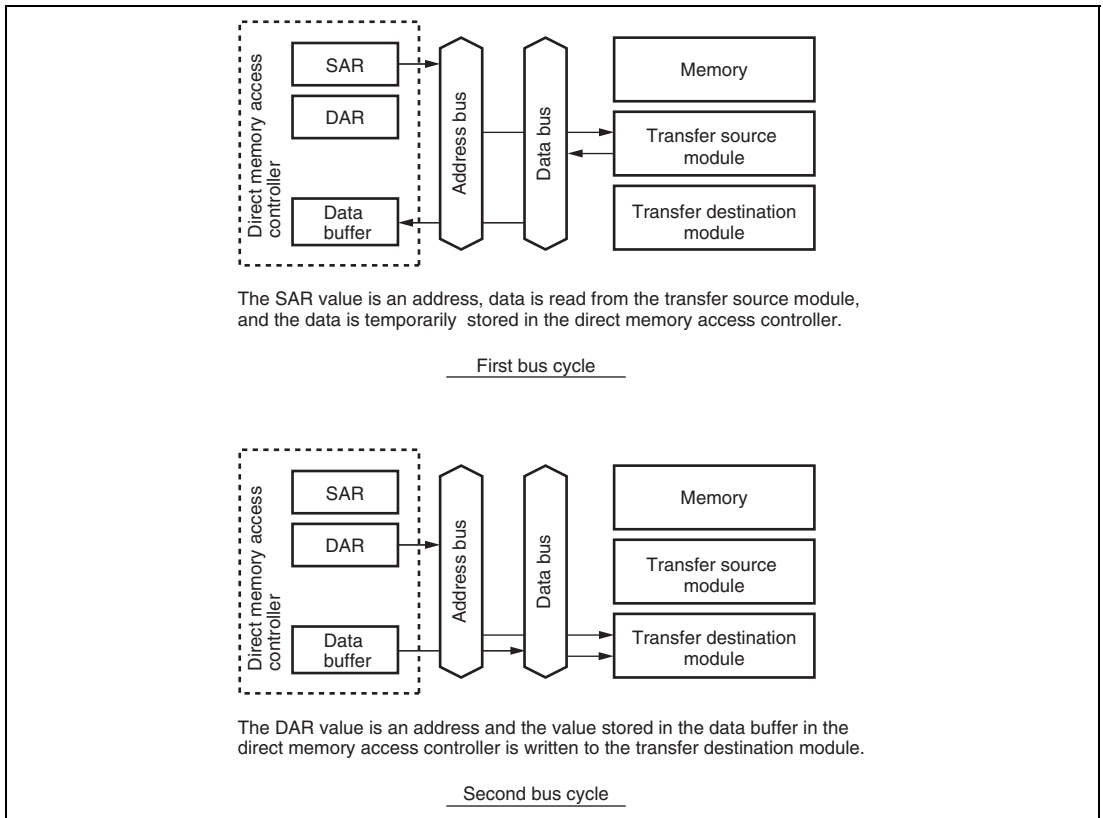 Direct memory access
controller
SAR
DAR
Data
buffer
Address bus
Data bus
Memory
Transfer source
module
Transfer destination
module
The SAR value is an address, data is read from the transfer source module,
and the data is temporarily stored in the direct memory access controller.
First bus cycle
Direct memory access
controller
SAR
DAR
Data
buffer
Address bus
Data bus
Memory
Transfer source
module
Transfer destination
module
The DAR value is an address and the value stored in the data buffer in the
direct memory access controller is written to the transfer destination module.
Second bus cycle